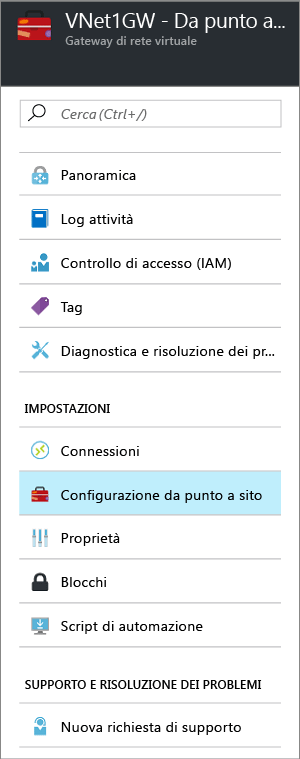 VNet1GW - Da punto a...
Gateway di rete virtuale
Cerca (Ctrl+/)
Panoramica
Log attività
Controllo di accesso (IAM)
Tag
Diagnostica e risoluzione dei pr...
IMPOSTAZIONI
Connessioni
Configurazione da punto a sito
Proprietà
Blocchi
Script di automazione
SUPPORTO E RISOLUZIONE DEI PROBLEMI
Nuova richiesta di supporto